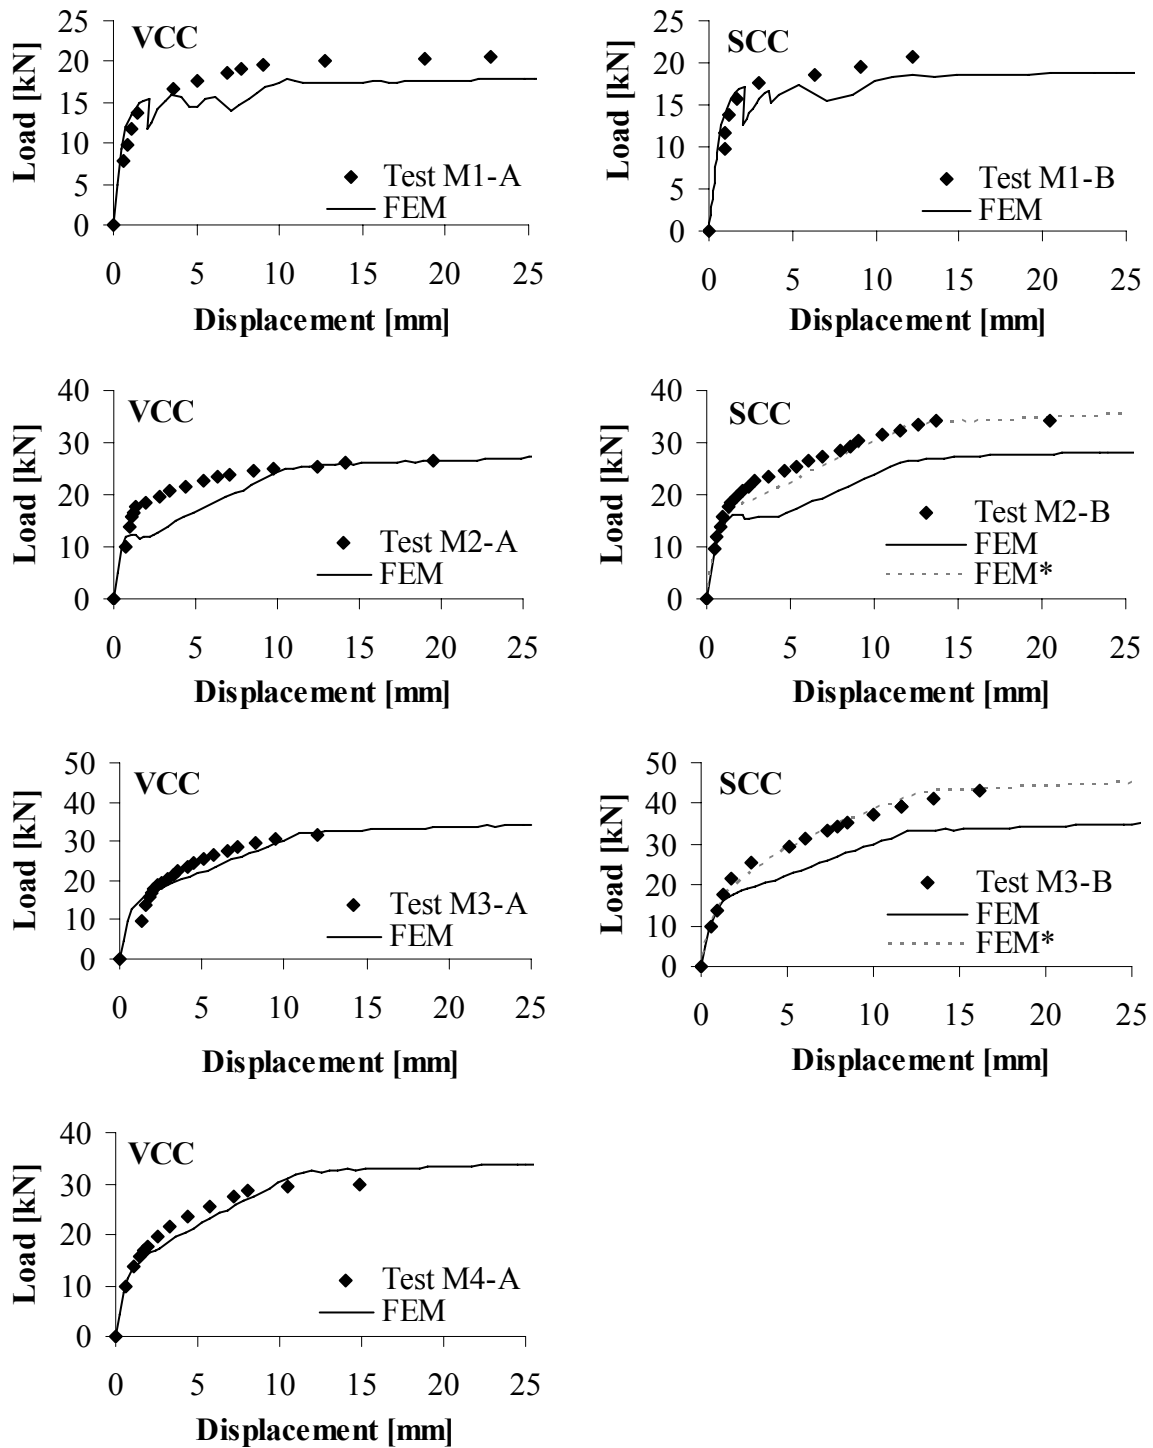 VCC
Load [kN]
25
20
15
10
5
0
Test M1-A
FEM
0 5 10 15 20 25
Displacement [mm]
SCC
Load [kN]
25
20
15
10
5
0
Test M1-B
FEM
0 5 10 15 20 25
Displacement [mm]
VCC
Load [kN]
40
30
20
10
0
Test M2-A
FEM
0 5 10 15 20 25
Displacement [mm]
SCC
Load [kN]
40
30
20
10
0
Test M2-B
FEM
FEM*
0 5 10 15 20 25
Displacement [mm]
VCC
Load [kN]
50
40
30
20
10
0
Test M3-A
FEM
0 5 10 15 20 25
Displacement [mm]
SCC
Load [kN]
50
40
30
20
10
0
Test M3-B
FEM
FEM*
0 5 10 15 20 25
Displacement [mm]
VCC
Load [kN]
40
30
20
10
0
Test M4-A
FEM
0 5 10 15 20 25
Displacement [mm]